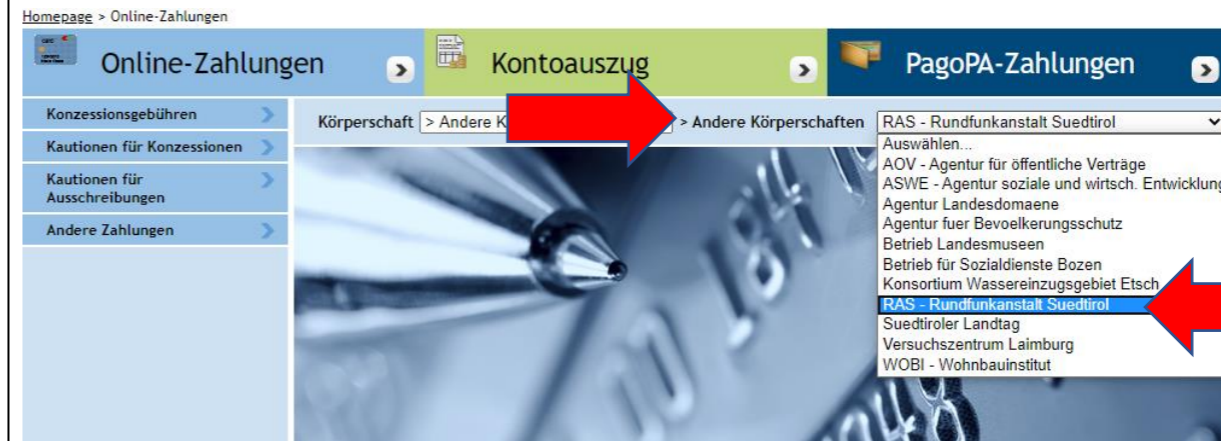 Homepage > Online-Zahlungen
Online-Zahlungen
Kontoauszug
PagoPA-Zahlungen
Konzessionsgebühren
Kautionen für Konzessionen
Kautionen für
Ausschreibungen
Andere Zahlungen
Körperschaft > Andere > Andere Körperschaften RAS - Rundfunkanstalt Suedtirol
Auswählen...
AOV - Agentur für öffentliche Verträge
ASWE - Agentur soziale und wirtsch. Entwicklung
Agentur Landesdomaene
Agentur fuer Bevoelkerungsschutz
Betrieb Landesmuseen
Betrieb für Sozialdienste Bozen
Konsortium Wassereinzugsgebiet Etsch
RAS - Rundfunkanstalt Suedtirol
Suedtiroler Landtag
Versuchszentrum Laimburg
WOBI - Wohnbauinstitut